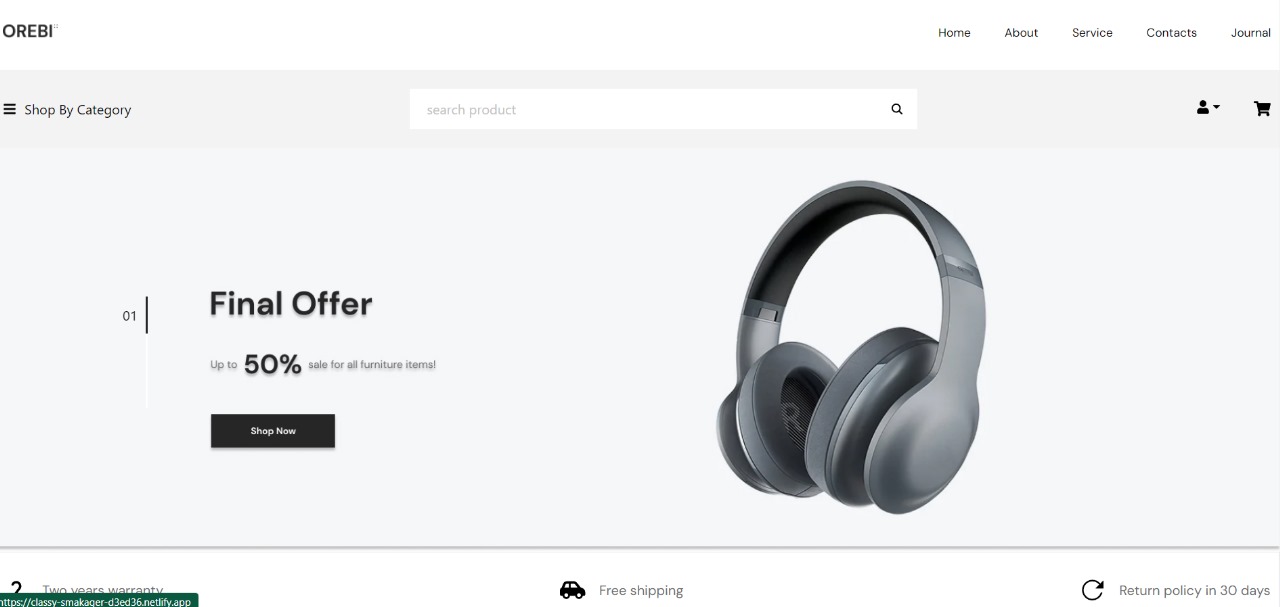 OREBI
Home About Service Contacts Journal
Shop By Category
search product
01
Final Offer
Up to 50% sale for all furniture items!
Shop Now
R
2 Two years warranty
Free shipping
Return policy in 30 days
https://classy-smakager-d3ed36.netlify.app